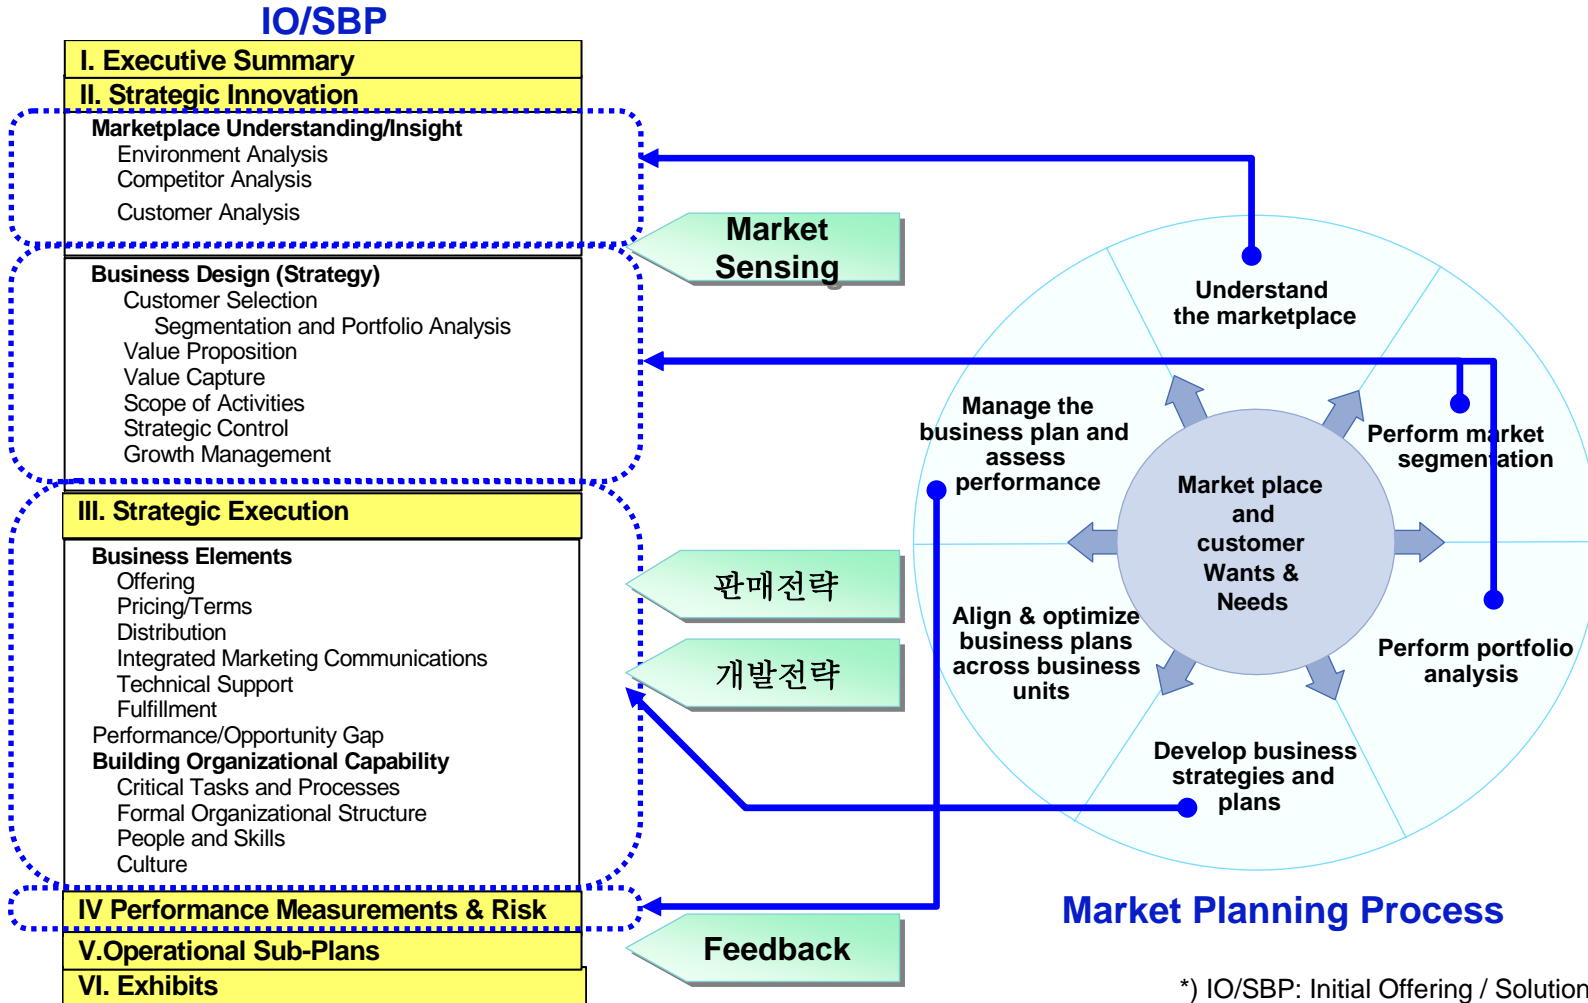 IO/SBP
I. Executive Summary
II. Strategic Innovation
Marketplace Understanding/Insight
Environment Analysis
Competitor Analysis
Customer Analysis
Business Design (Strategy)
Customer Selection
Segmentation and Portfolio Analysis
Value Proposition
Value Capture
Scope of Activities
Strategic Control
Growth Management
III. Strategic Execution
Business Elements
Offering
Pricing/Terms
Distribution
Integrated Marketing Communications
Technical Support
Fulfillment
Performance/Opportunity Gap
Building Organizational Capability
Critical Tasks and Processes
Formal Organizational Structure
People and Skills
Culture
IV Performance Measurements & Risk
V.Operational Sub-Plans
VI. Exhibits
Market
Sensing
판매전략
개발전략
Feedback
Understand
the marketplace
Perform market
segmentation
Perform portfolio
analysis
Develop business
strategies and
plans
Align & optimize
business plans
across business
units
Manage the
business plan and
assess
performance
Market place
and
customer
Wants &
Needs
Market Planning Process
*) IO/SBP: Initial Offering / Solution